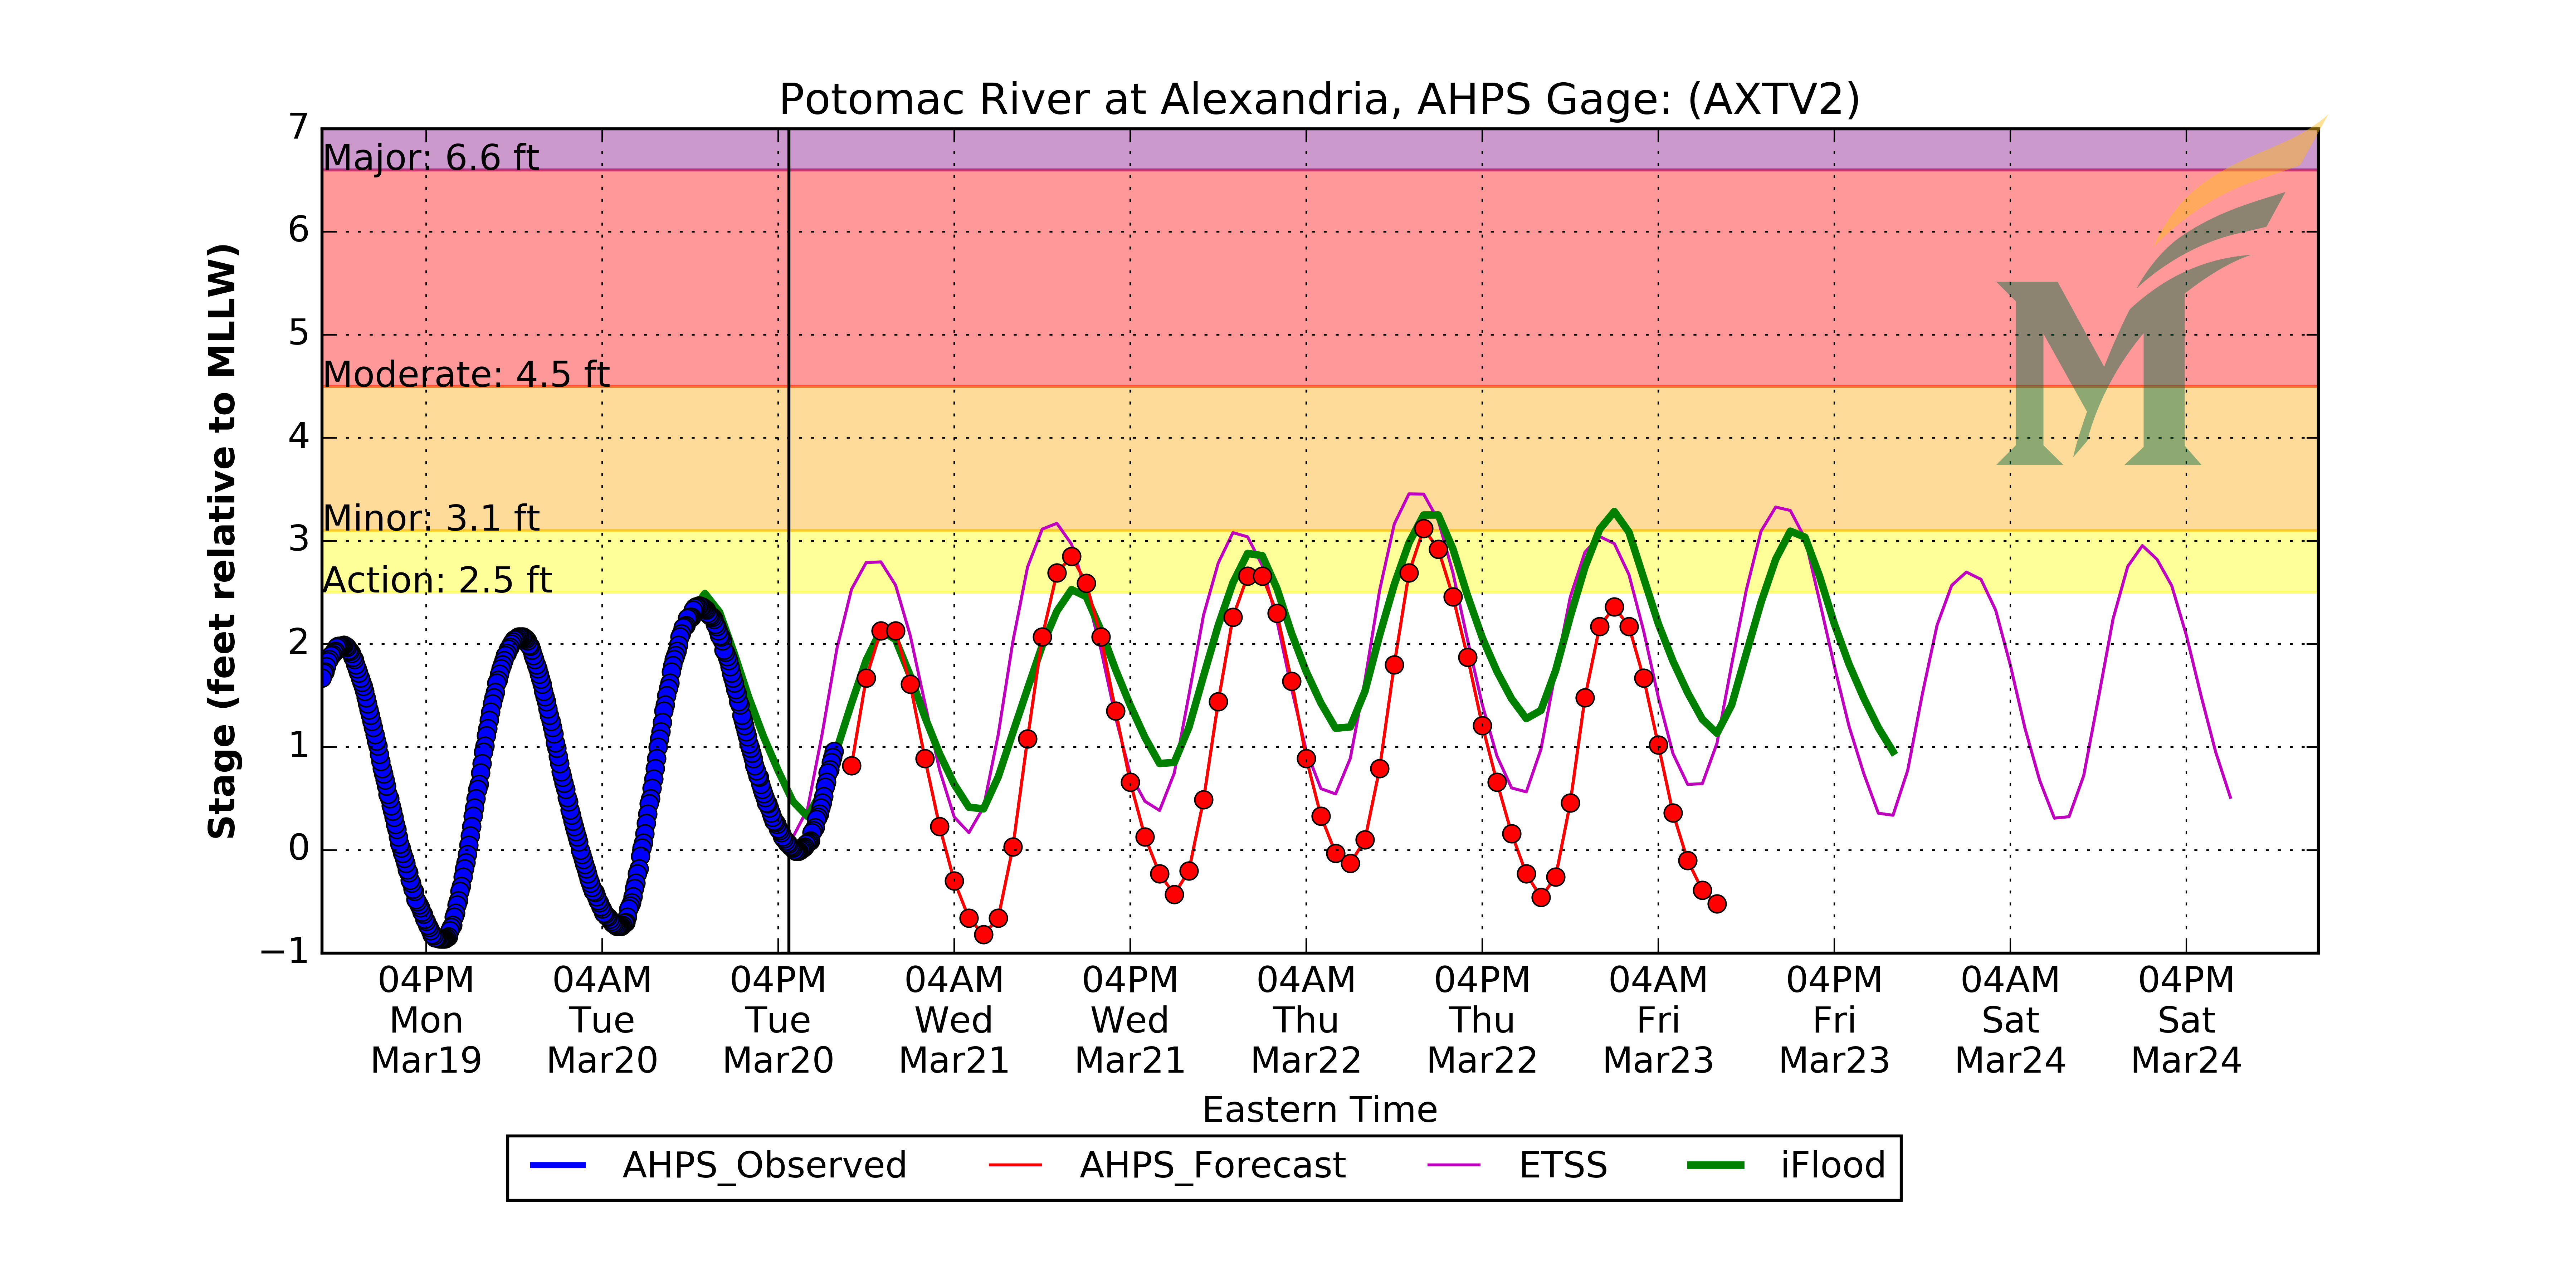 Potomac River at Alexandria, AHPS Gage: (AXTV2)
7
6
5
4
3
2
1
0
−1
Stage (feet relative to MLLW)
Major: 6.6 ft
Moderate: 4.5 ft
Minor: 3.1 ft
Action: 2.5 ft
04PM 04AM 04PM 04AM 04PM 04AM 04PM 04AM 04PM 04AM 04PM
Mon Tue Tue Wed Wed Thu Thu Fri Fri Sat Sat
Mar19 Mar20 Mar20 Mar21 Mar21 Mar22 Mar22 Mar23 Mar23 Mar24 Mar24
Eastern Time
AHPS_Observed AHPS_Forecast ETSS iFlood